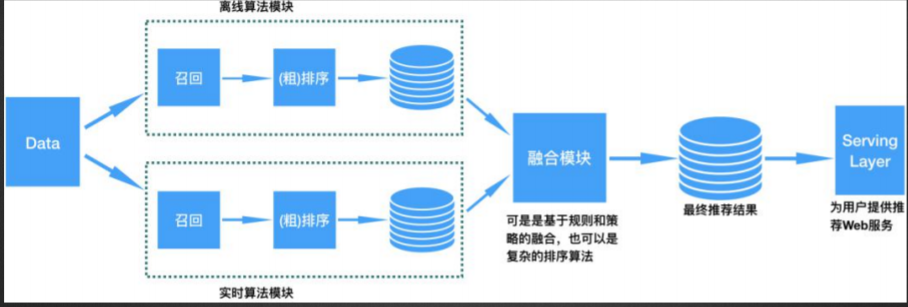 离线算法模块
召回
(粗)排序
Data
融合模块
Serving
Layer
可是是基于规则和策
略的融合，也可以是
复杂的排序算法
最终推荐结果
为用户提供推
荐Web服务
召回
(粗)排序
实时算法模块